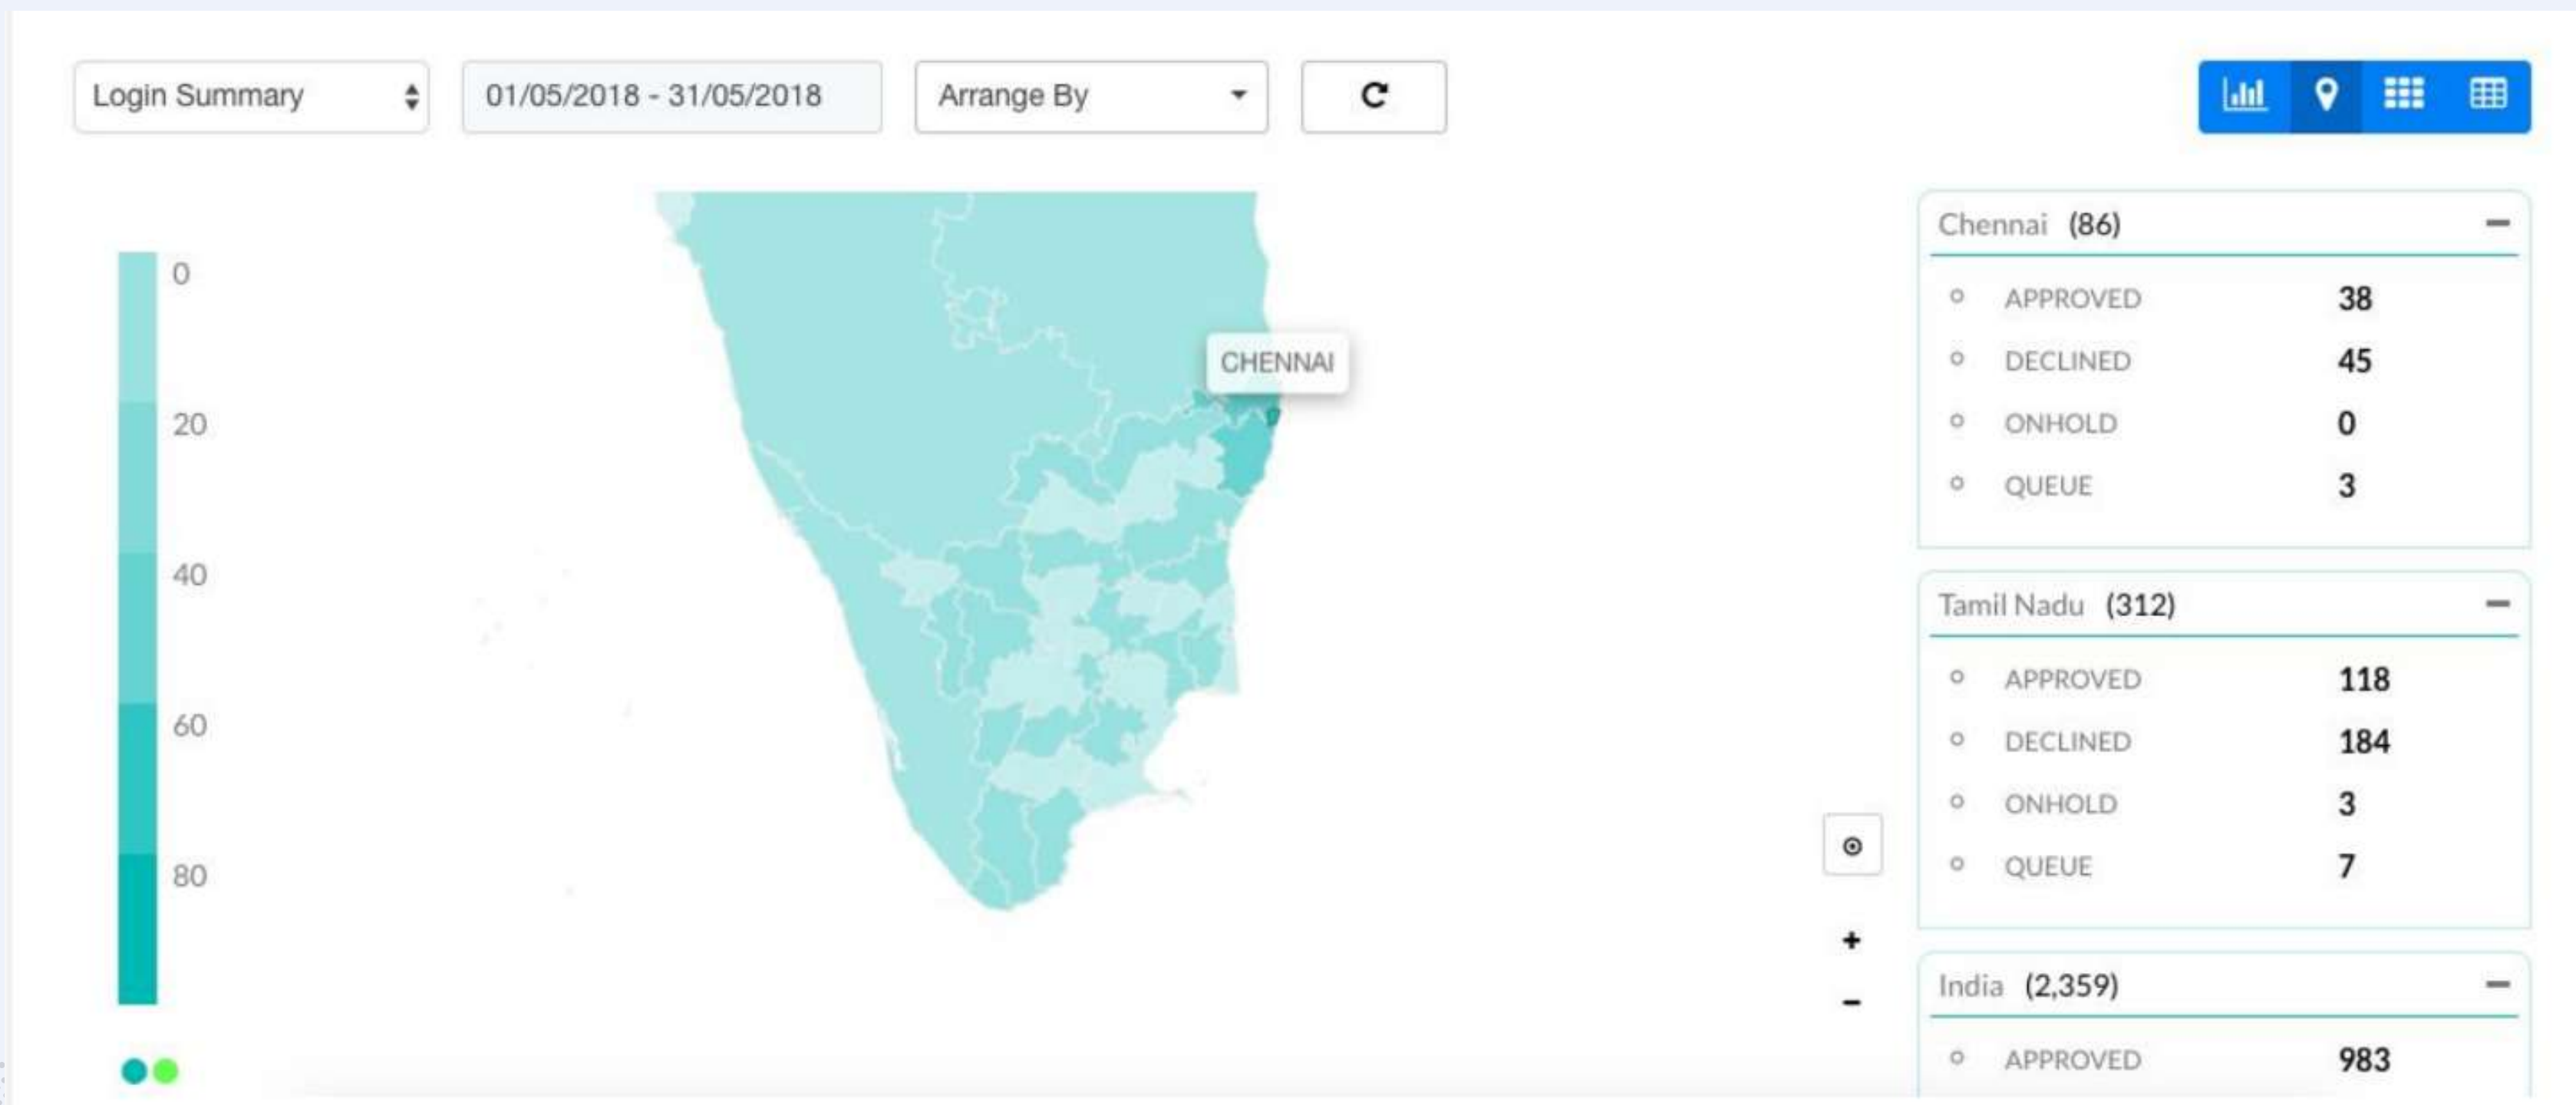 Login Summary
01/05/2018 - 31/05/2018
Arrange By
0
20
40
60
80
CHENNAI
Chennai (86)
APPROVED 38
DECLINED 45
ONHOLD 0
QUEUE 3
Tamil Nadu (312)
APPROVED 118
DECLINED 184
ONHOLD 3
QUEUE 7
India (2,359)
APPROVED 983